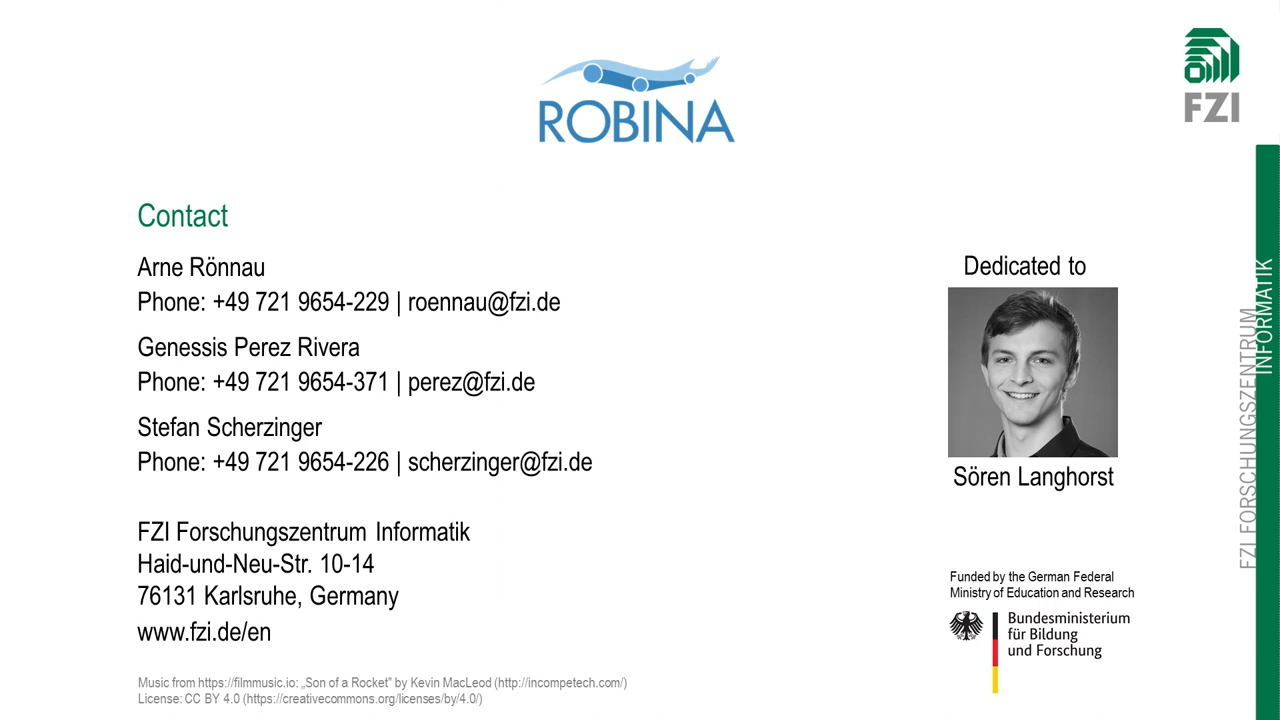 ROBINA
FZI
Contact
Arne Rönnau
Phone: +49 721 9654-229 | roennau@fzi.de
Genessis Perez Rivera
Phone: +49 721 9654-371 | perez@fzi.de
Stefan Scherzinger
Phone: +49 721 9654-226 | scherzinger@fzi.de
FZI Forschungszentrum Informatik
Haid-und-Neu-Str. 10-14
76131 Karlsruhe, Germany
www.fzi.de/en
Music from https://filmmusic.io: „Son of a Rocket" by Kevin MacLeod (http://incompetech.com/)
License: CC BY 4.0 (https://creativecommons.org/licenses/by/4.0/)
Dedicated to
Sören Langhorst
Funded by the German Federal
Ministry of Education and Research
Bundesministerium
für Bildung
und Forschung
FZI FORSCHUNGSZENTRUM
INFORMATIK